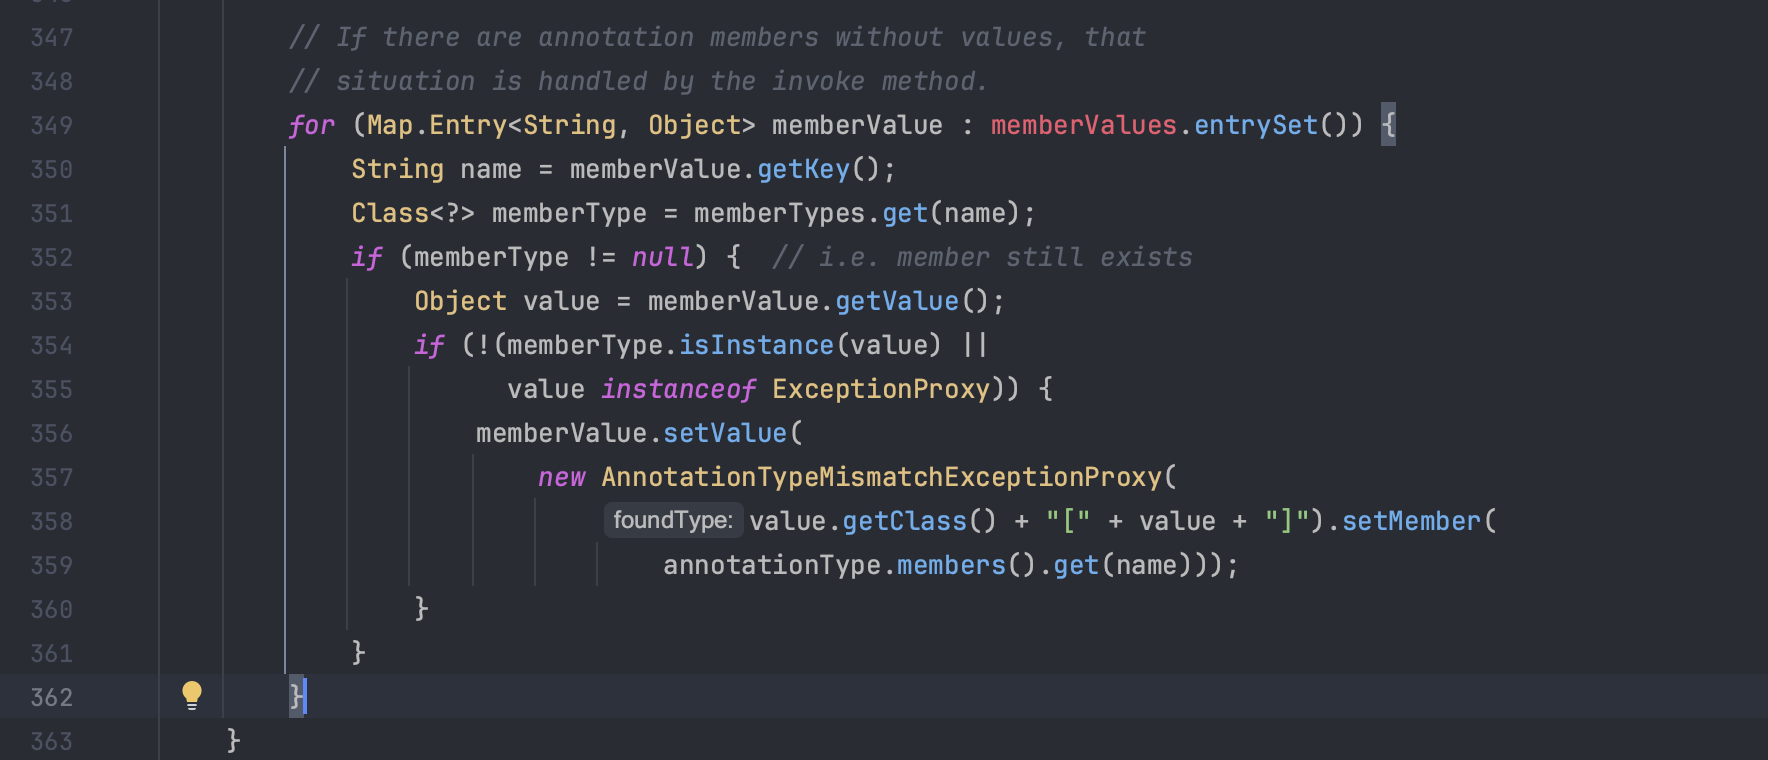 347 // If there are annotation members without values, that
348 // situation is handled by the invoke method.
349 for (Map.Entry<String, Object> memberValue : memberValues.entrySet()) {
350 String name = memberValue.getKey();
351 Class<?> memberType = memberTypes.get(name);
352 if (memberType != null) {  // i.e. member still exists
353 Object value = memberValue.getValue();
354 if (!(memberType.isInstance(value) ||
355 value instanceof ExceptionProxy)) {
356 memberValue.setValue(
357 new AnnotationTypeMismatchExceptionProxy(
358 foundType: value.getClass() + "[" + value + "]").setMember(
359 annotationType.members().get(name)));
360 }
361 }
362 }
363 }